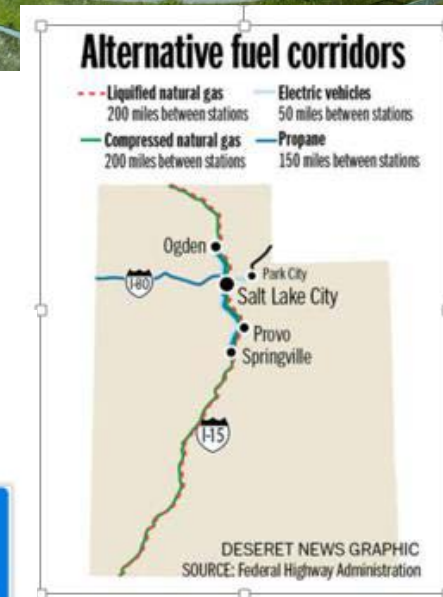 Alternative fuel corridors
Liquified natural gas
200 miles between stations
Electric vehicles
50 miles between stations
Compressed natural gas
200 miles between stations
Propane
150 miles between stations
Ogden
I-80
Park City
Salt Lake City
Provo
Springville
I-15
DESERET NEWS GRAPHIC
SOURCE: Federal Highway Administration